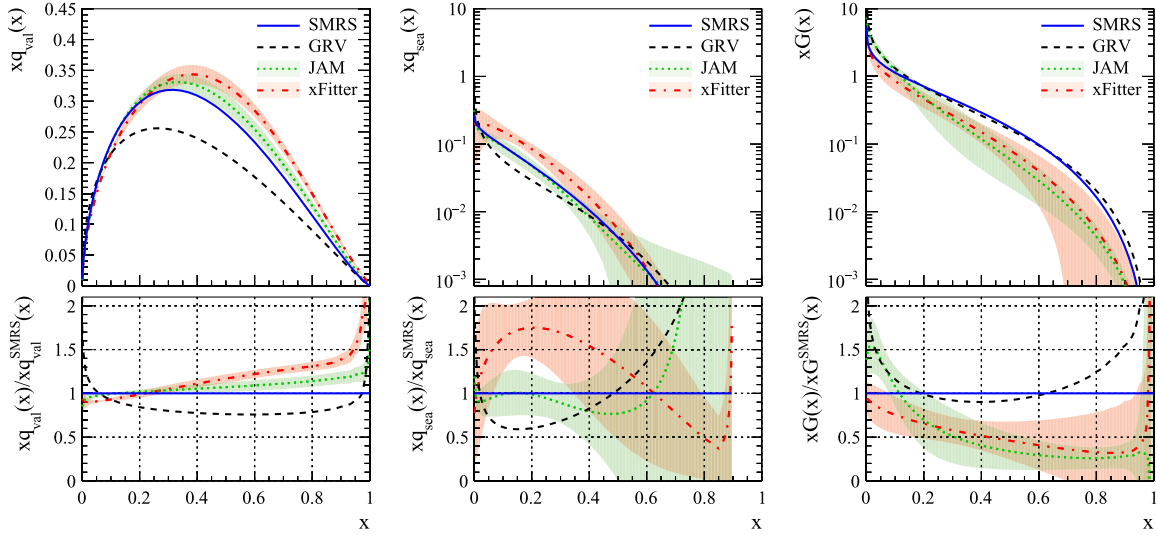 xq_val(x)
0.45
0.4
0.35
0.3
0.25
0.2
0.15
0.1
0.05
0
SMRS
GRV
JAM
xFitter
xq_sea(x)
10
1
10^−1
10^−2
10^−3
SMRS
GRV
JAM
xFitter
xG(x)
10
1
10^−1
10^−2
10^−3
SMRS
GRV
JAM
xFitter
xq_val(x)/xq_val^SMRS(x)
2
1.5
1
0.5
0
0 0.2 0.4 0.6 0.8 1
x
xq_sea(x)/xq_sea^SMRS(x)
2
1.5
1
0.5
0
0 0.2 0.4 0.6 0.8 1
x
xG(x)/xG^SMRS(x)
2
1.5
1
0.5
0
0 0.2 0.4 0.6 0.8 1
x